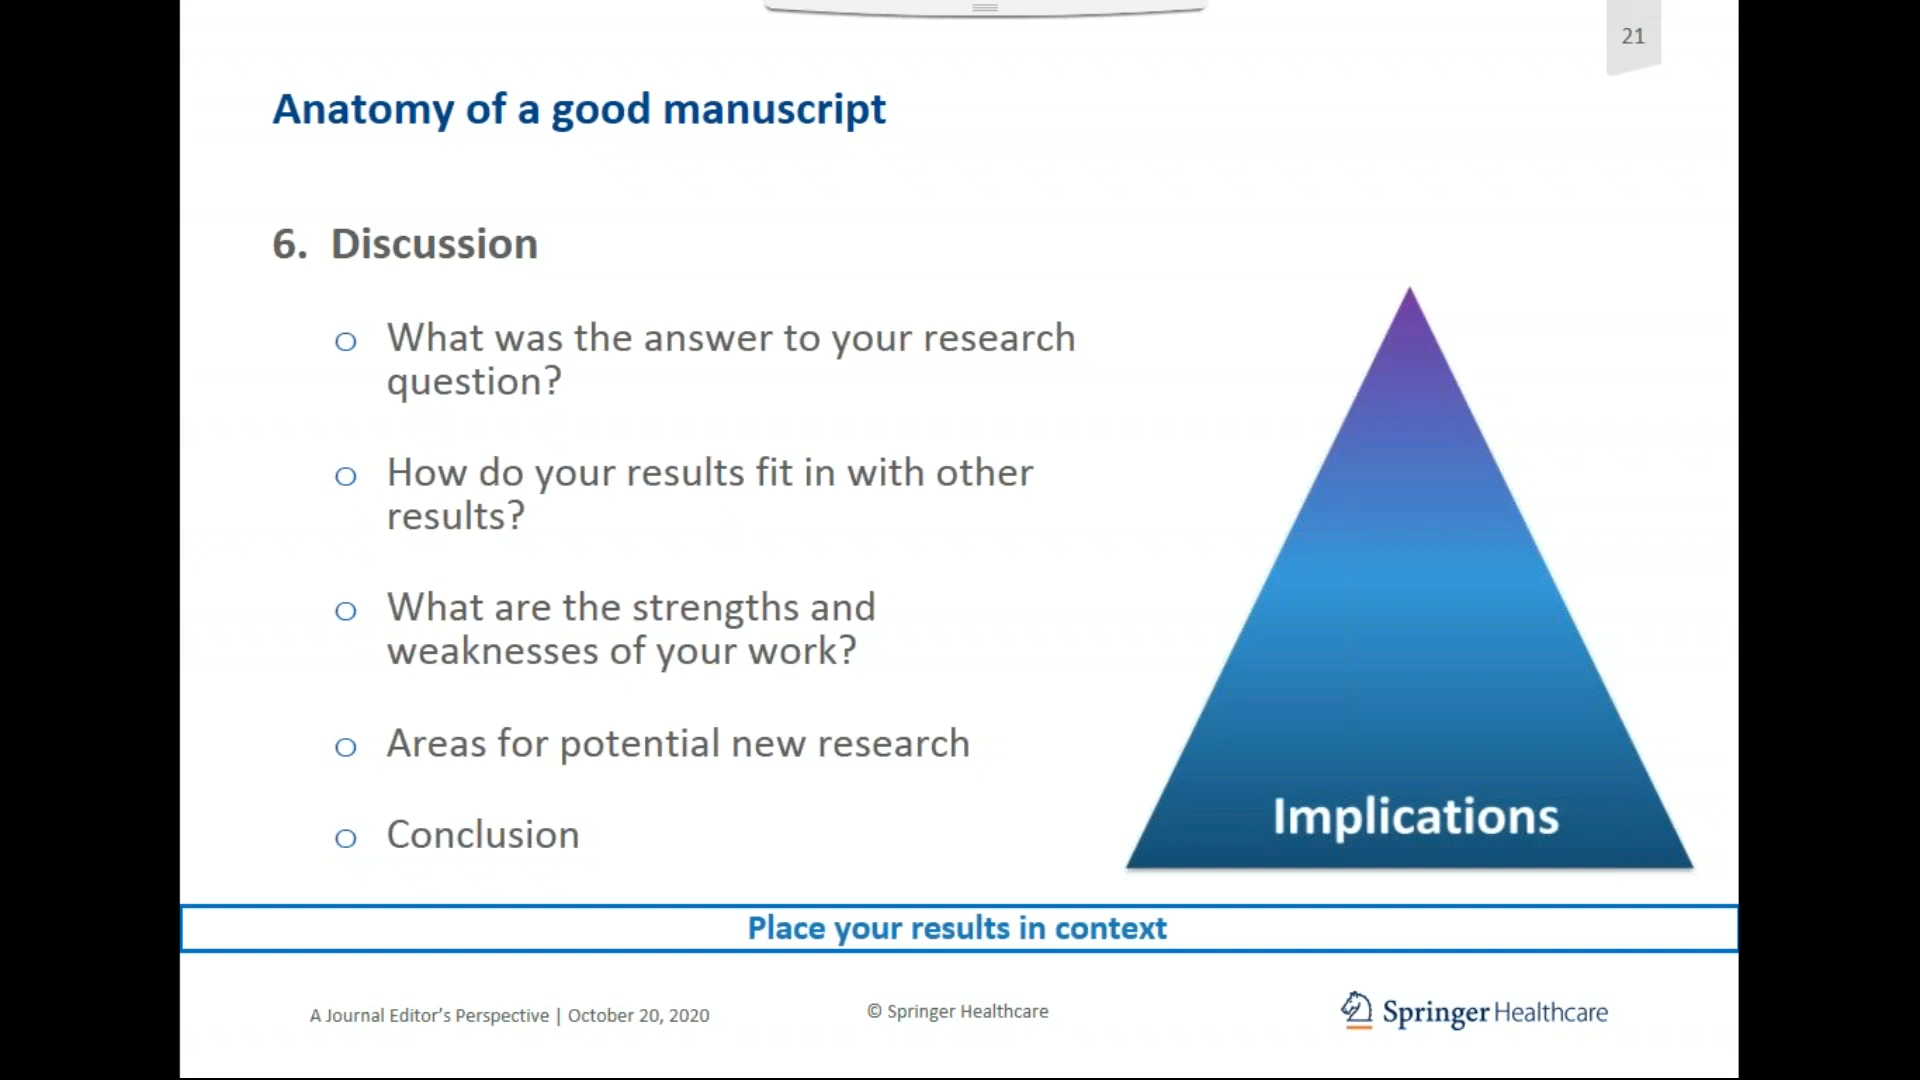 21
Anatomy of a good manuscript
6. Discussion
o What was the answer to your research
question?
o How do your results fit in with other
results?
o What are the strengths and
weaknesses of your work?
o Areas for potential new research
o Conclusion
Implications
Place your results in context
A Journal Editor’s Perspective | October 20, 2020
© Springer Healthcare
Springer Healthcare